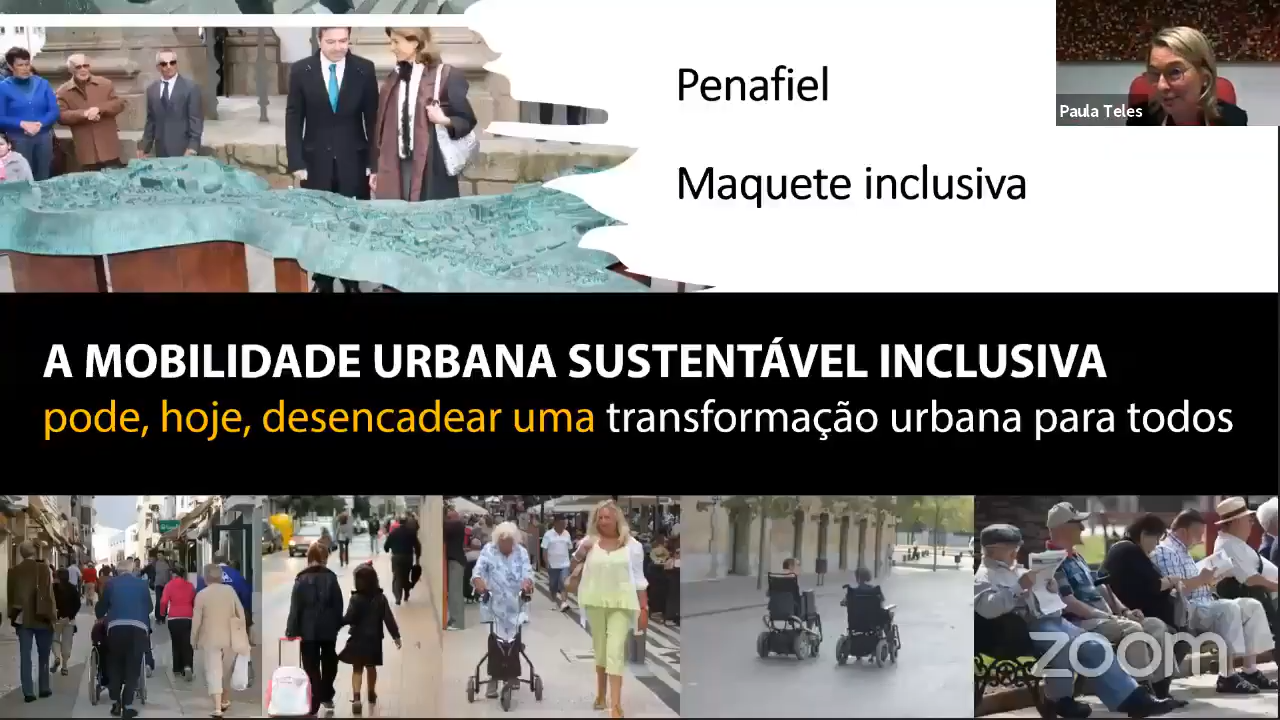 Penafiel
Paula Teles
Maquete inclusiva
A MOBILIDADE URBANA SUSTENTÁVEL INCLUSIVA
pode, hoje, desencadear uma transformação urbana para todos
zoom